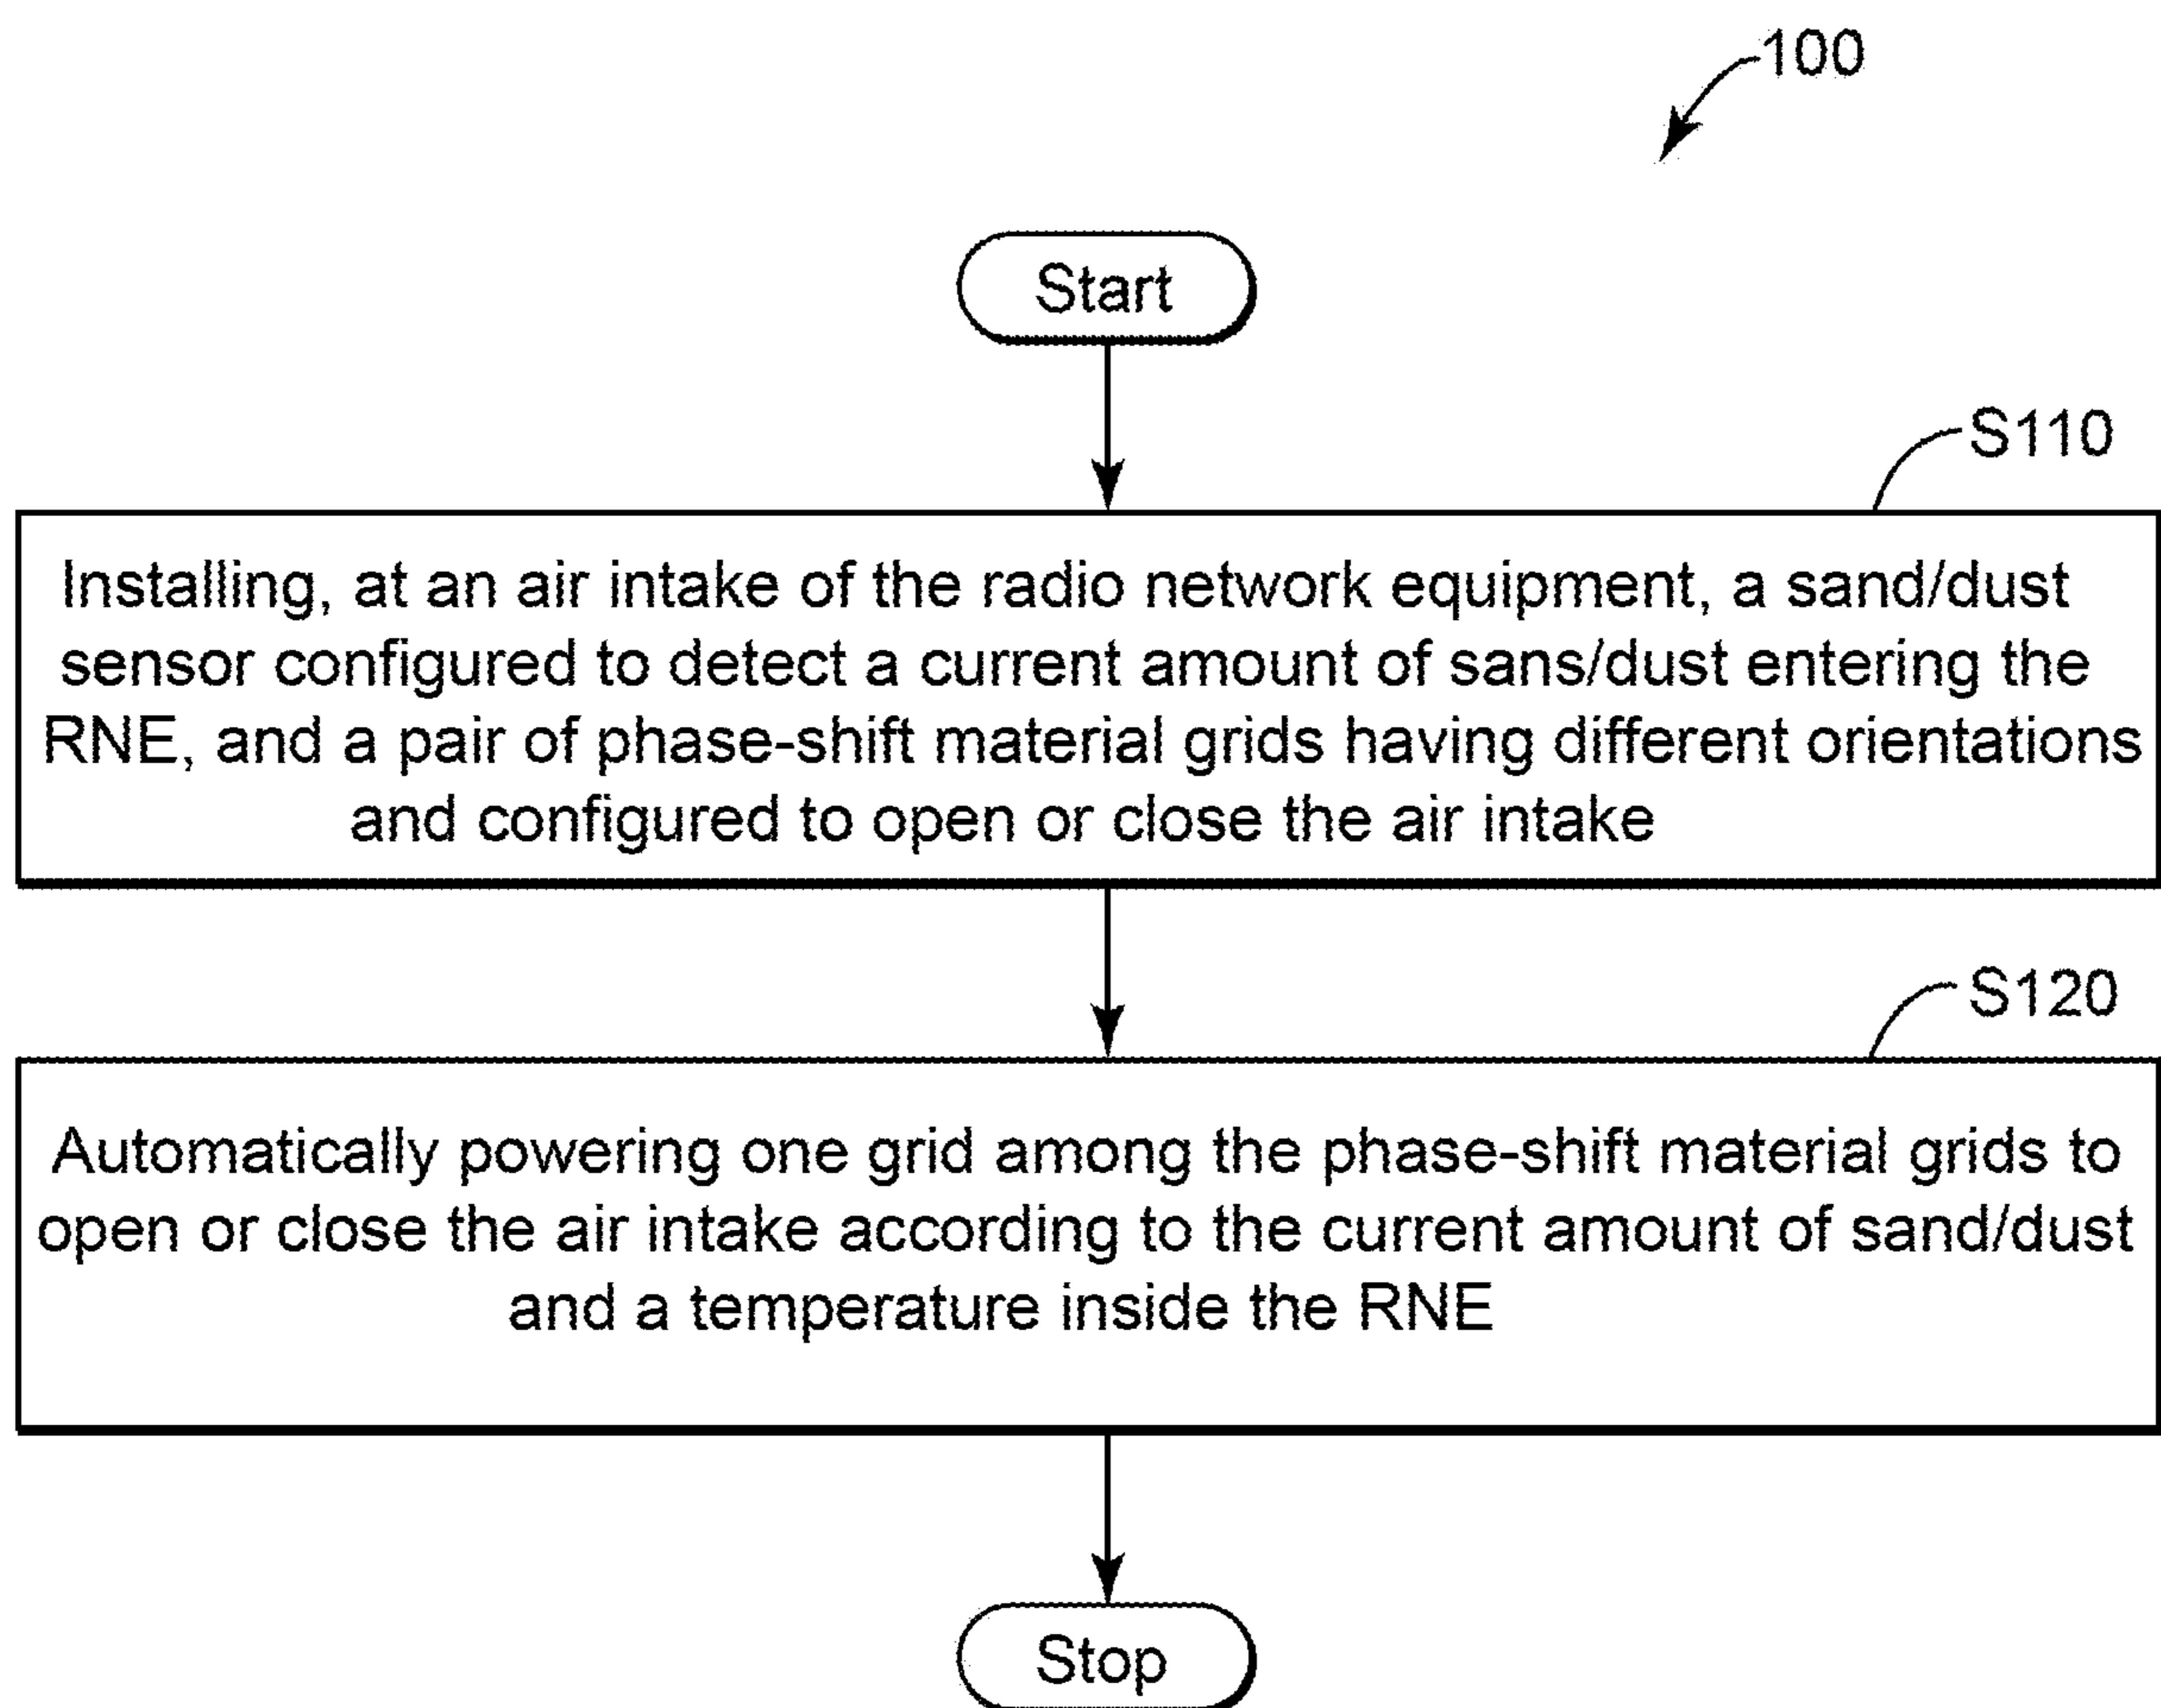 100
Start
S110
Installing, at an air intake of the radio network equipment, a sand/dust
sensor configured to detect a current amount of sans/dust entering the
RNE, and a pair of phase-shift material grids having different orientations
and configured to open or close the air intake
S120
Automatically powering one grid among the phase-shift material grids to
open or close the air intake according to the current amount of sand/dust
and a temperature inside the RNE
Stop